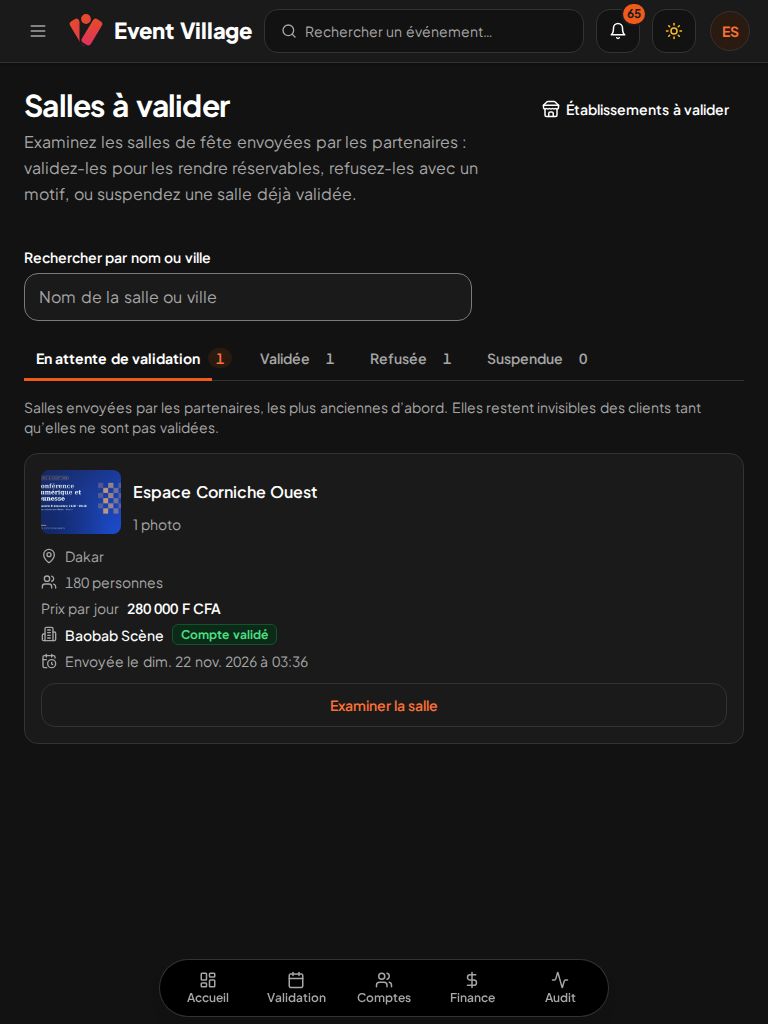 Event Village
Rechercher un événement...
65
ES
Salles à valider
Établissements à valider
Examinez les salles de fête envoyées par les partenaires :
validez-les pour les rendre réservables, refusez-les avec un
motif, ou suspendez une salle déjà validée.
Rechercher par nom ou ville
Nom de la salle ou ville
En attente de validation 1
Validée 1
Refusée 1
Suspendue 0
Salles envoyées par les partenaires, les plus anciennes d'abord. Elles restent invisibles des clients tant
qu'elles ne sont pas validées.
Espace Corniche Ouest
1 photo
Dakar
180 personnes
Prix par jour 280 000 F CFA
Baobab Scène Compte validé
Envoyée le dim. 22 nov. 2026 à 03:36
Examiner la salle
Accueil
Validation
Comptes
Finance
Audit